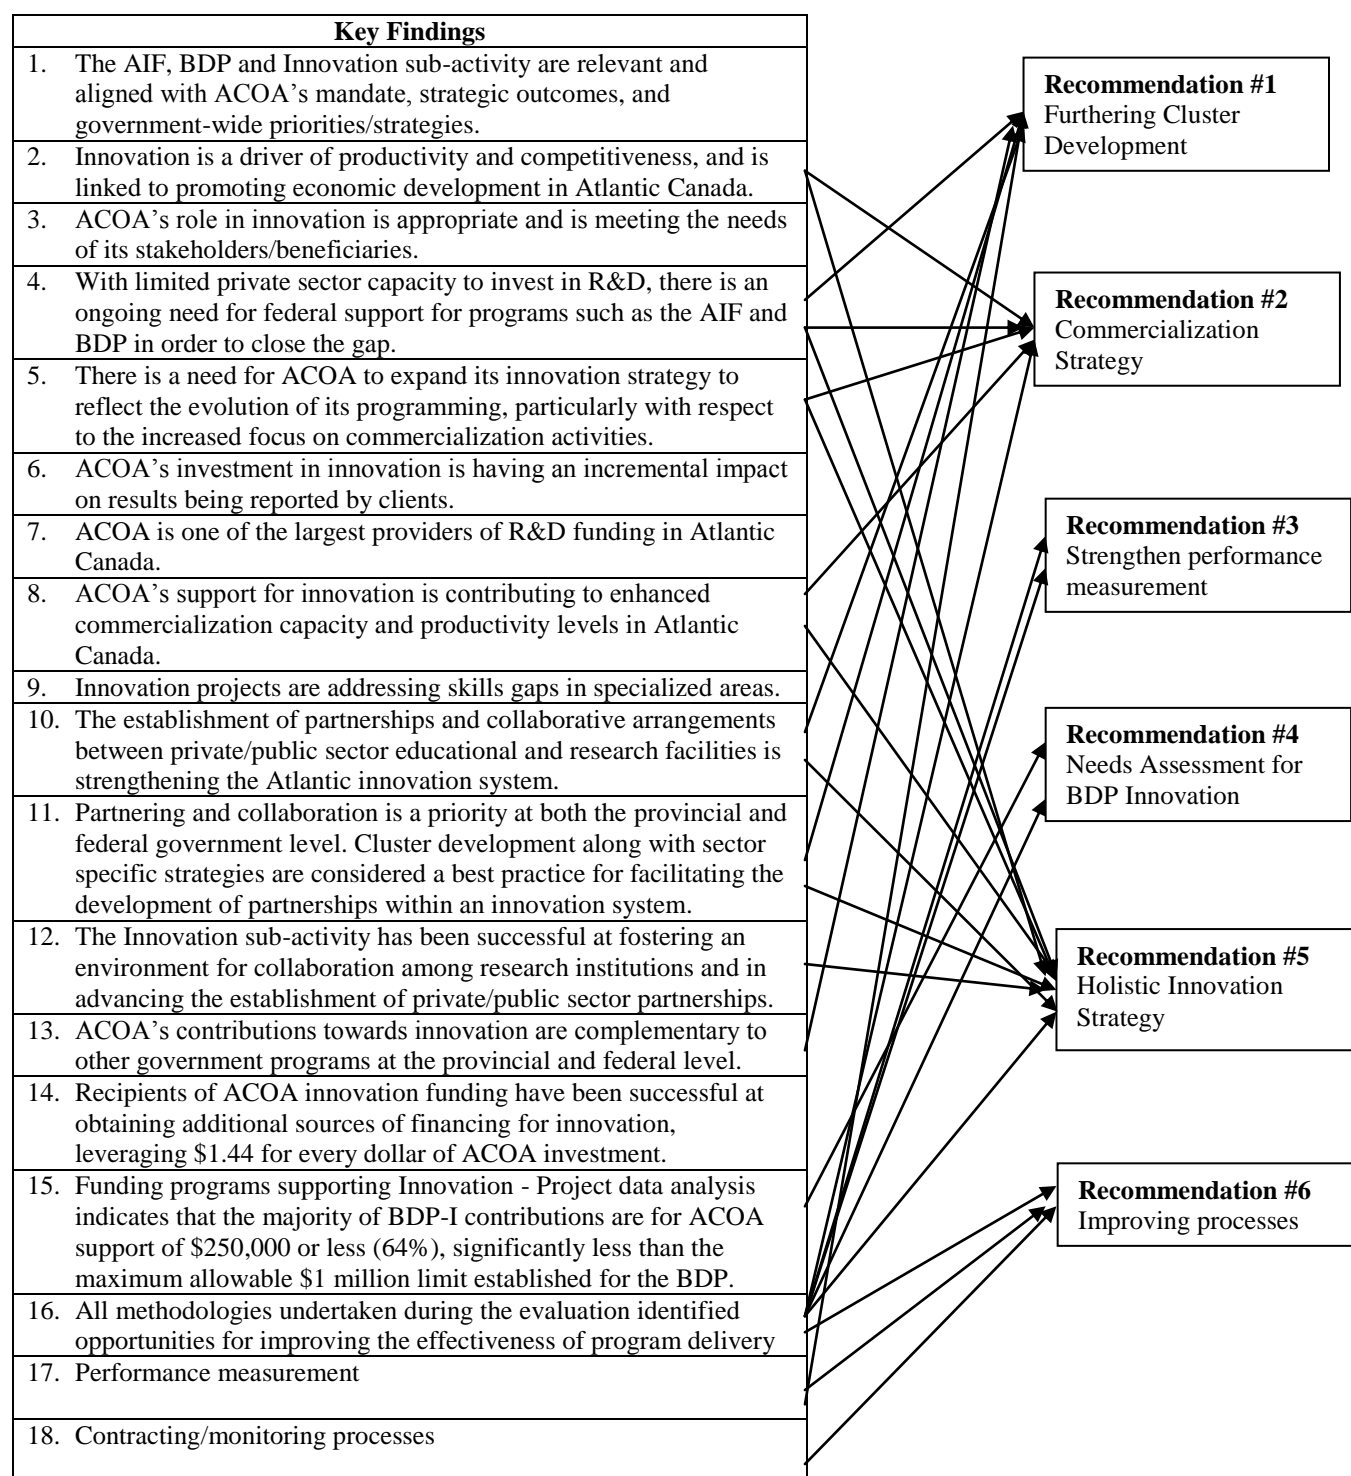 Key Findings
1. The AIF, BDP and Innovation sub-activity are relevant and
aligned with ACOA’s mandate, strategic outcomes, and
government-wide priorities/strategies.
2. Innovation is a driver of productivity and competitiveness, and is
linked to promoting economic development in Atlantic Canada.
3. ACOA’s role in innovation is appropriate and is meeting the needs
of its stakeholders/beneficiaries.
4. With limited private sector capacity to invest in R&D, there is an
ongoing need for federal support for programs such as the AIF and
BDP in order to close the gap.
5. There is a need for ACOA to expand its innovation strategy to
reflect the evolution of its programming, particularly with respect
to the increased focus on commercialization activities.
6. ACOA’s investment in innovation is having an incremental impact
on results being reported by clients.
7. ACOA is one of the largest providers of R&D funding in Atlantic
Canada.
8. ACOA’s support for innovation is contributing to enhanced
commercialization capacity and productivity levels in Atlantic
Canada.
9. Innovation projects are addressing skills gaps in specialized areas.
10. The establishment of partnerships and collaborative arrangements
between private/public sector educational and research facilities is
strengthening the Atlantic innovation system.
11. Partnering and collaboration is a priority at both the provincial and
federal government level. Cluster development along with sector
specific strategies are considered a best practice for facilitating the
development of partnerships within an innovation system.
12. The Innovation sub-activity has been successful at fostering an
environment for collaboration among research institutions and in
advancing the establishment of private/public sector partnerships.
13. ACOA’s contributions towards innovation are complementary to
other government programs at the provincial and federal level.
14. Recipients of ACOA innovation funding have been successful at
obtaining additional sources of financing for innovation,
leveraging $1.44 for every dollar of ACOA investment.
15. Funding programs supporting Innovation - Project data analysis
indicates that the majority of BDP-I contributions are for ACOA
support of $250,000 or less (64%), significantly less than the
maximum allowable $1 million limit established for the BDP.
16. All methodologies undertaken during the evaluation identified
opportunities for improving the effectiveness of program delivery
17. Performance measurement
18. Contracting/monitoring processes
Recommendation #1
Furthering Cluster
Development
Recommendation #2
Commercialization
Strategy
Recommendation #3
Strengthen performance
measurement
Recommendation #4
Needs Assessment for
BDP Innovation
Recommendation #5
Holistic Innovation
Strategy
Recommendation #6
Improving processes